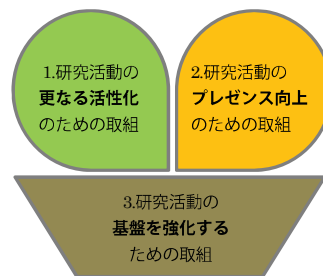 1.研究活動の
更なる活性化
のための取組
2.研究活動の
プレゼンス向上
のための取組
3.研究活動の
基盤を強化する
ための取組